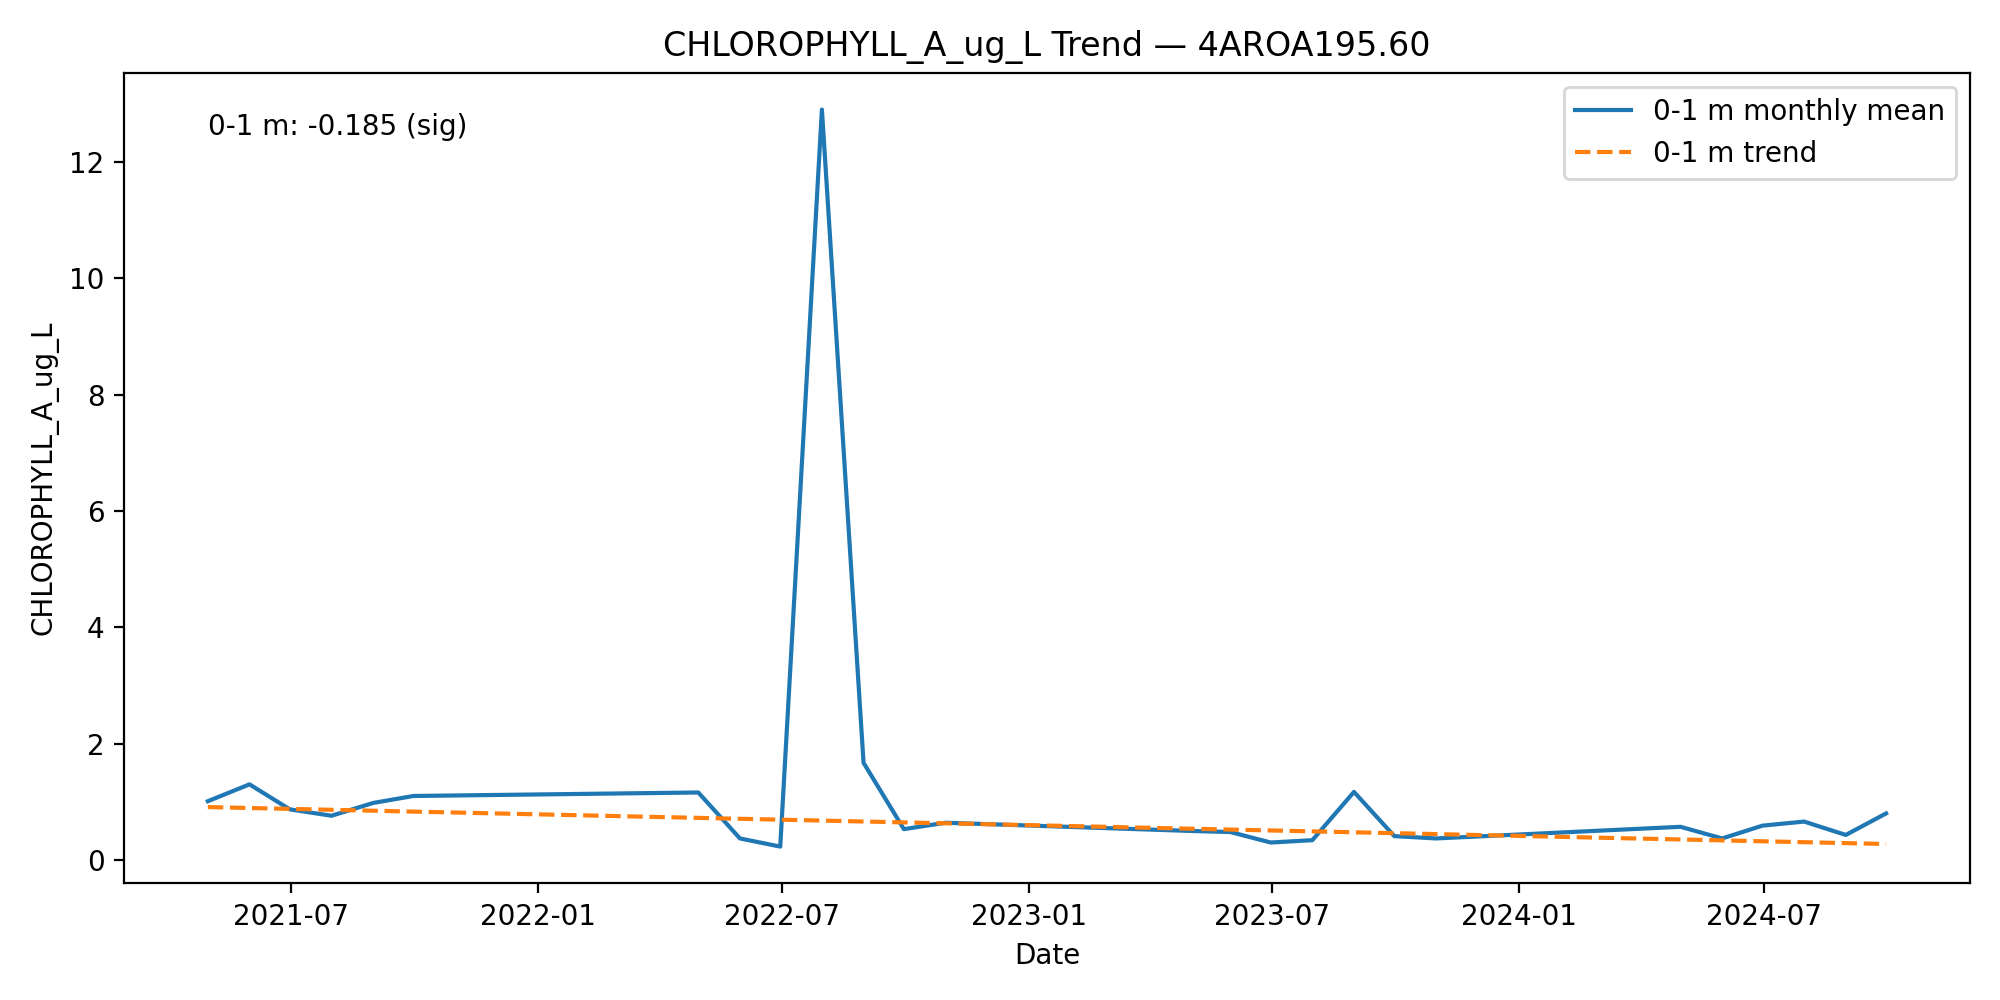 CHLOROPHYLL_A_ug_L Trend — 4AROA195.60
0-1 m: -0.185 (sig)
0-1 m monthly mean
0-1 m trend
CHLOROPHYLL_A_ug_L
12
10
8
6
4
2
0
2021-07
2022-01
2022-07
2023-01
2023-07
2024-01
2024-07
Date